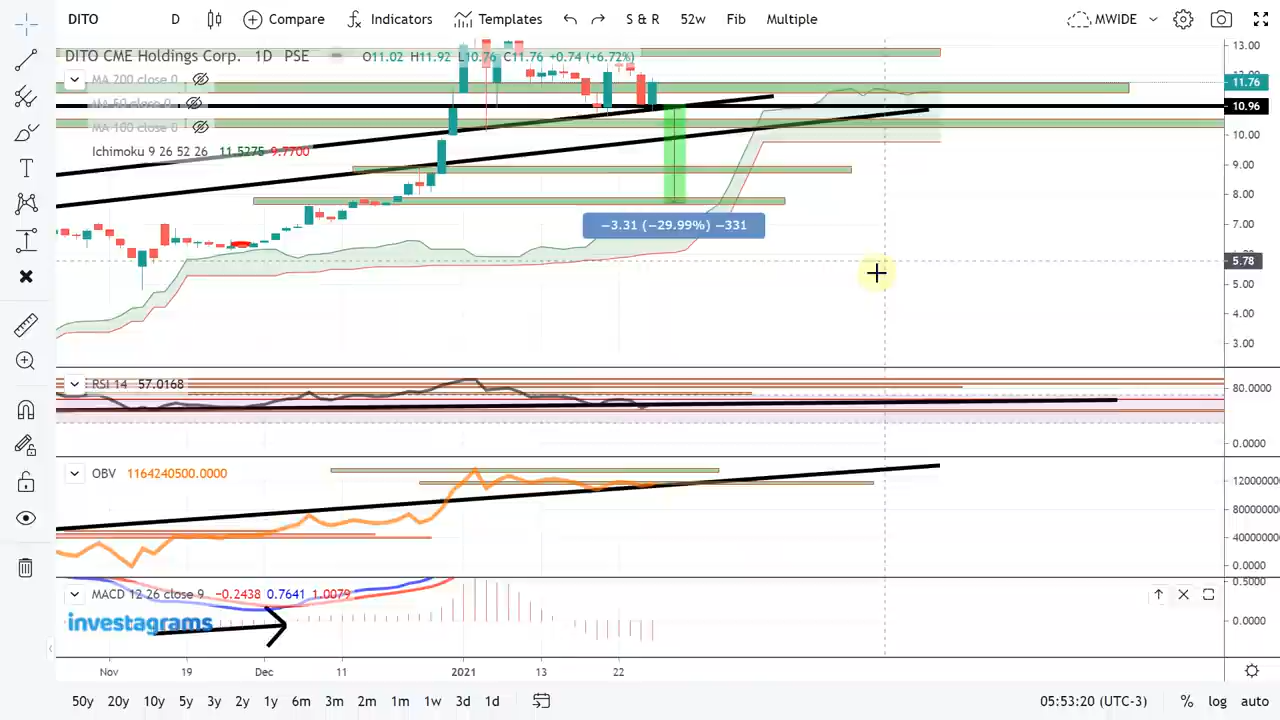 DITO D Compare Indicators Templates S & R 52w Fib Multiple MWIDE
DITO CME Holdings Corp. 1D PSE O11.02 H11.92 L10.76 C11.76 +0.74 (+6.72%)
MA 200 close 0
MA 50 close 0
MA 100 close 0
Ichimoku 9 26 52 26 11.5275 9.7700
13.00
11.76
10.96
10.00
9.00
8.00
7.00
5.78
5.00
4.00
3.00
−3.31 (−29.99%) −331
RSI 14 57.0168
80.0000
0.0000
OBV 1164240500.0000
12000000
80000000
40000000
0.0000
MACD 12 26 close 9 −0.2438 0.7641 1.0079
0.5000
0.0000
investagrams
Nov 19 Dec 11 2021 13 22
50y 20y 10y 5y 3y 2y 1y 6m 3m 2m 1m 1w 3d 1d 05:53:20 (UTC-3) % log auto